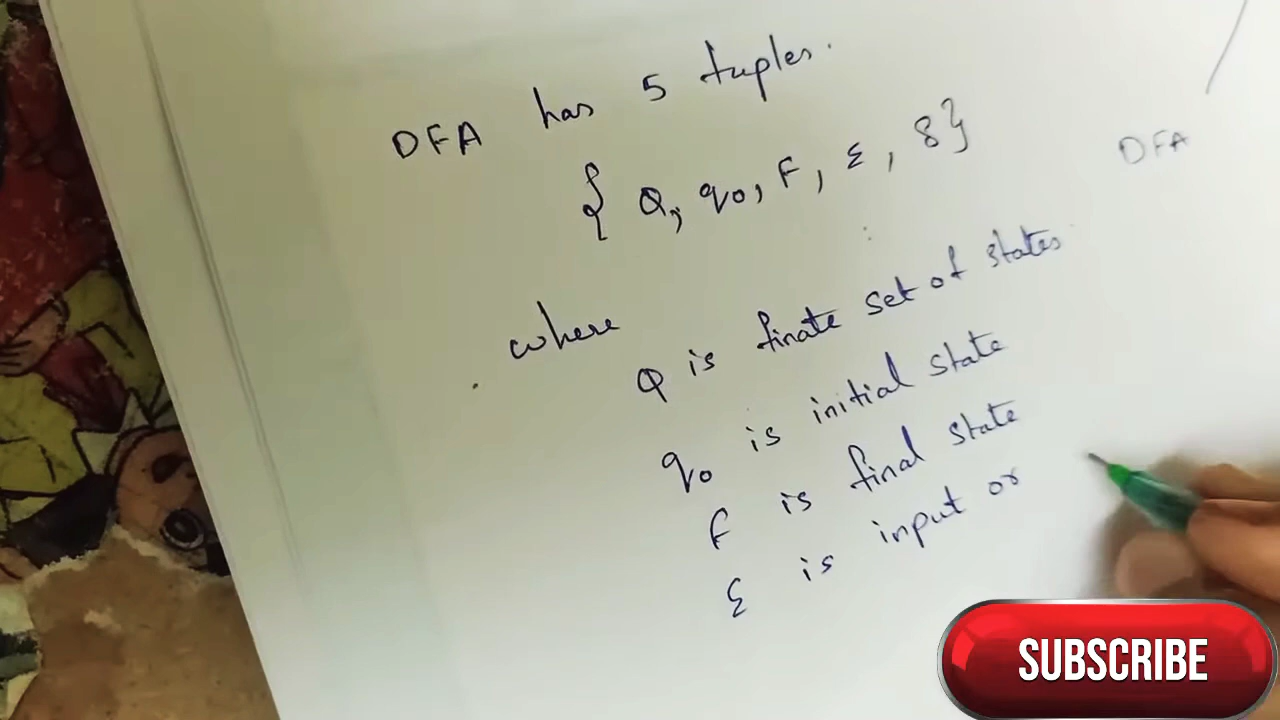 DFA has 5 tuples.
{ Q, q0, F, Σ, δ}
DFA
where
Q is finate set of states
q0 is initial state
F is final state
Σ is input or
SUBSCRIBE